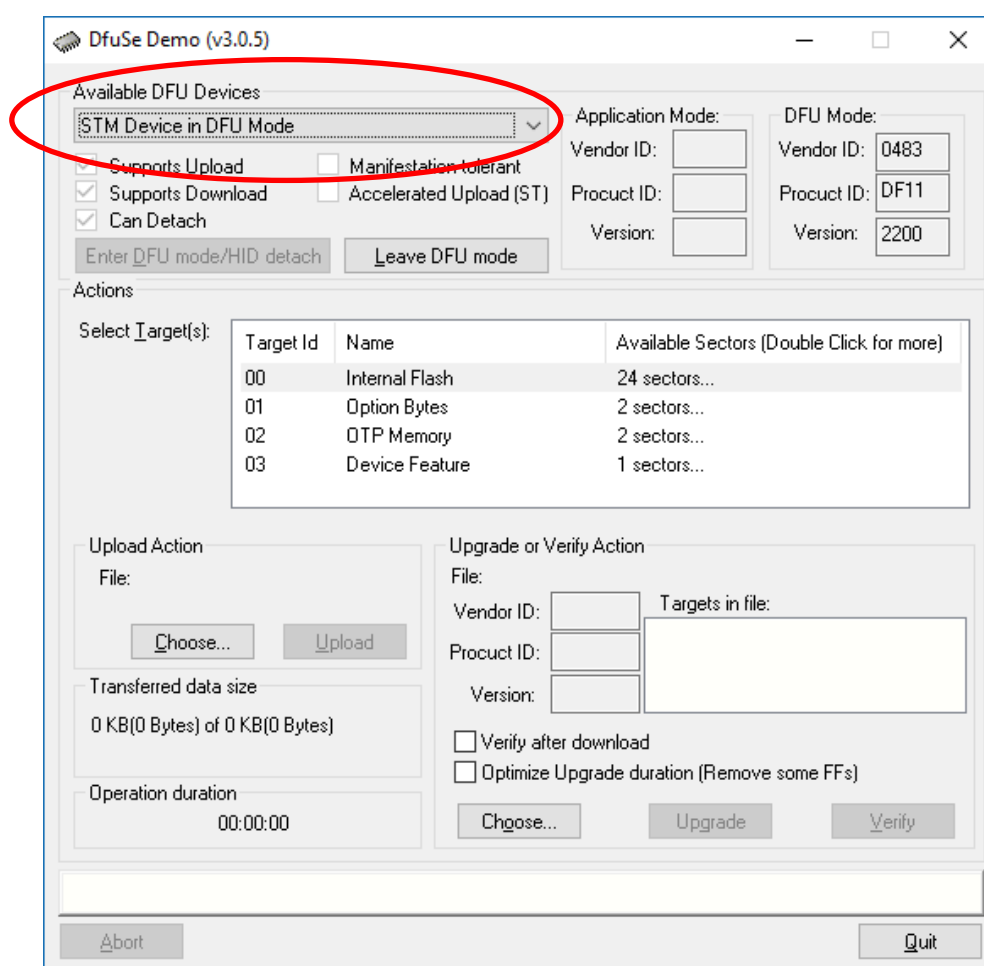 DfuSe Demo (v3.0.5)
Available DFU Devices
STM Device in DFU Mode
Supports Upload
Manifestation tolerant
Supports Download
Accelerated Upload (ST)
Can Detach
Enter DFU mode/HID detach
Leave DFU mode
Application Mode:
Vendor ID:
Procuct ID:
Version:
DFU Mode:
Vendor ID: 0483
Procuct ID: DF11
Version: 2200
Actions
Select Target(s):
Target Id Name Available Sectors (Double Click for more)
00 Internal Flash 24 sectors...
01 Option Bytes 2 sectors...
02 OTP Memory 2 sectors...
03 Device Feature 1 sectors...
Upload Action
File:
Choose...
Upload
Transferred data size
0 KB(0 Bytes) of 0 KB(0 Bytes)
Operation duration
00:00:00
Upgrade or Verify Action
File:
Vendor ID:
Procuct ID:
Version:
Targets in file:
Verify after download
Optimize Upgrade duration (Remove some FFs)
Choose...
Upgrade
Verify
Abort
Quit